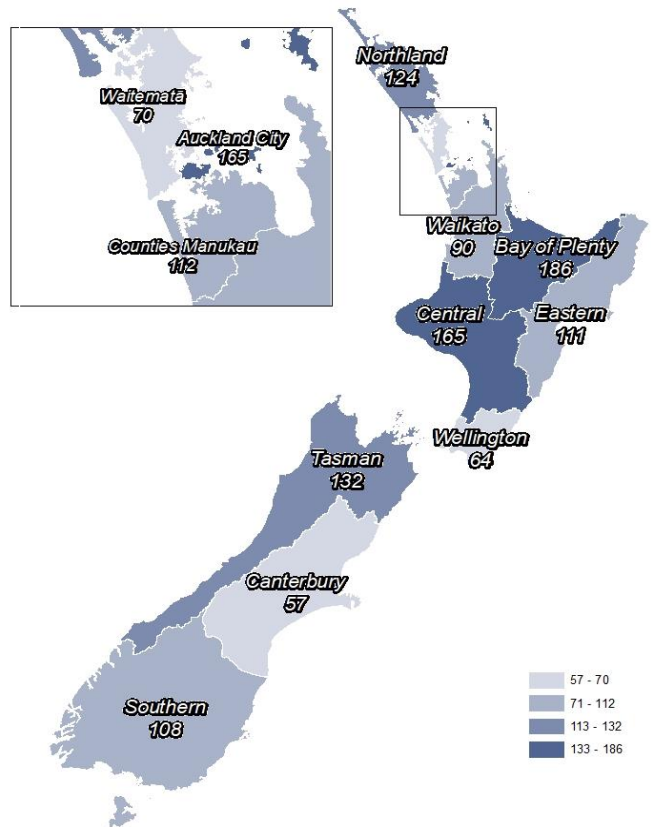 Northland
124
Waitematā
70
Auckland City
165
Counties Manukau
112
Waikato
90
Bay of Plenty
186
Central
165
Eastern
111
Wellington
64
Tasman
132
Canterbury
57
Southern
108
57 - 70
71 - 112
113 - 132
133 - 186